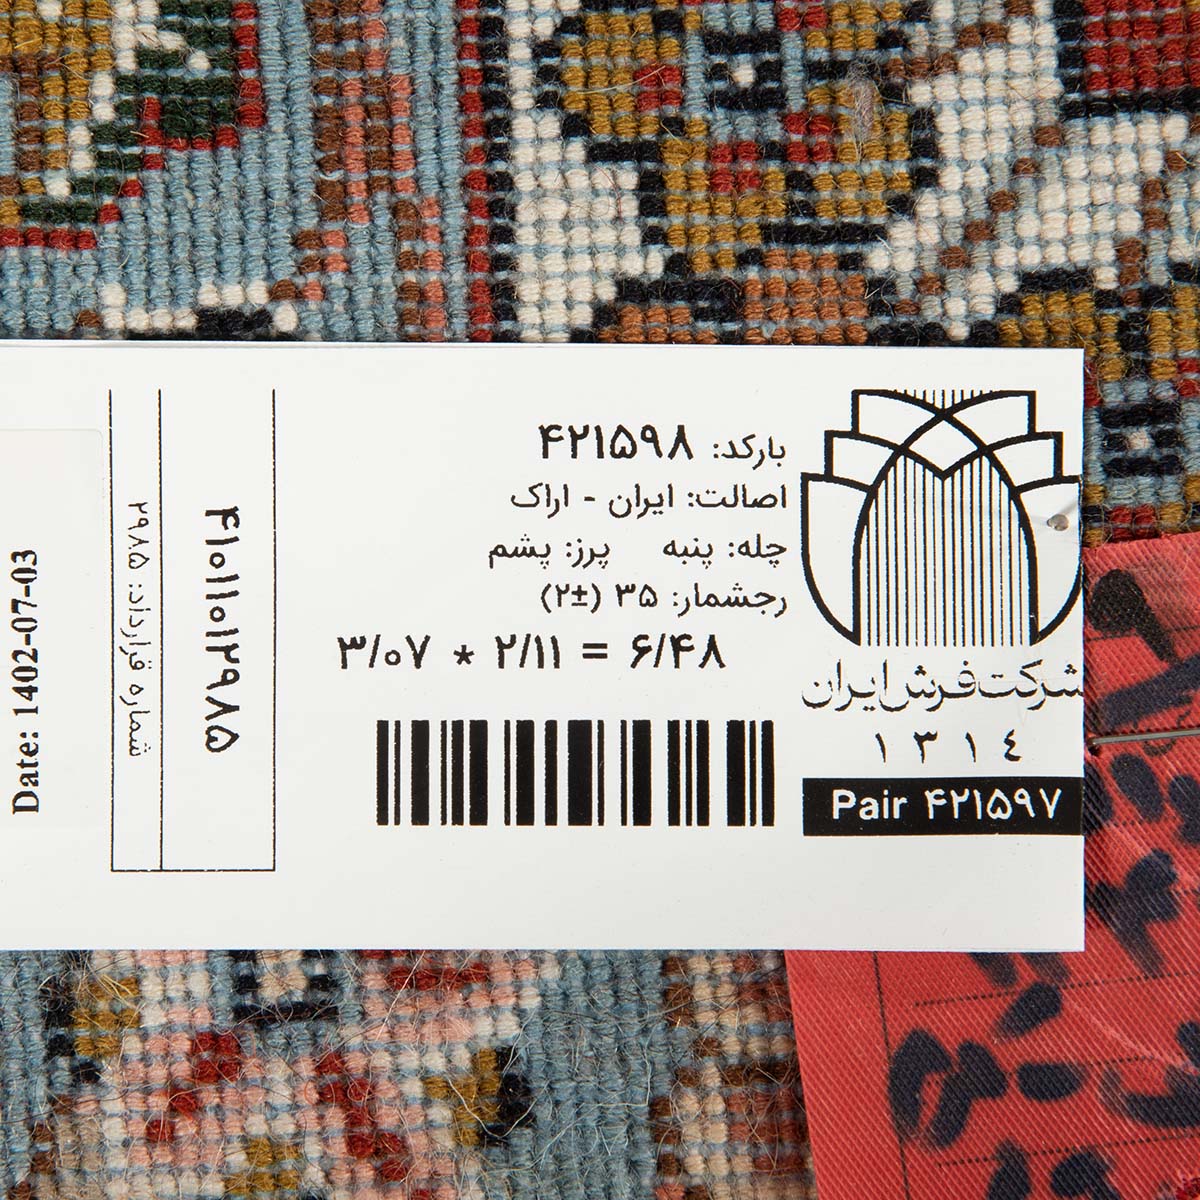 بارکد: ۴۲۱۵۹۸
اصالت: ایران - اراک
چله: پنبه پرز: پشم
رجشمار: ۳۵ (±۲)
۳/۰۷ * ۲/۱۱ = ۶/۴۸
شرکت فرش ایران
۱۳۱۴
Pair ۴۲۱۵۹۷
۴۱۰۱۱۰۱۲۹۸۵
شماره قرارداد: ۲۹۸۵
Date: 1402-07-03